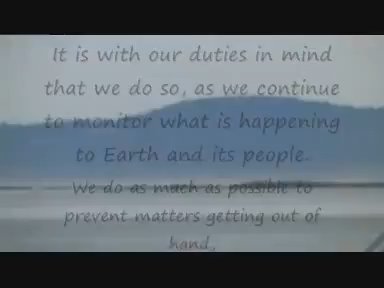 It is with our duties in mind
that we do so, as we continue
to monitor what is happening
to Earth and its people.
We do as much as possible to
prevent matters getting out of
hand,